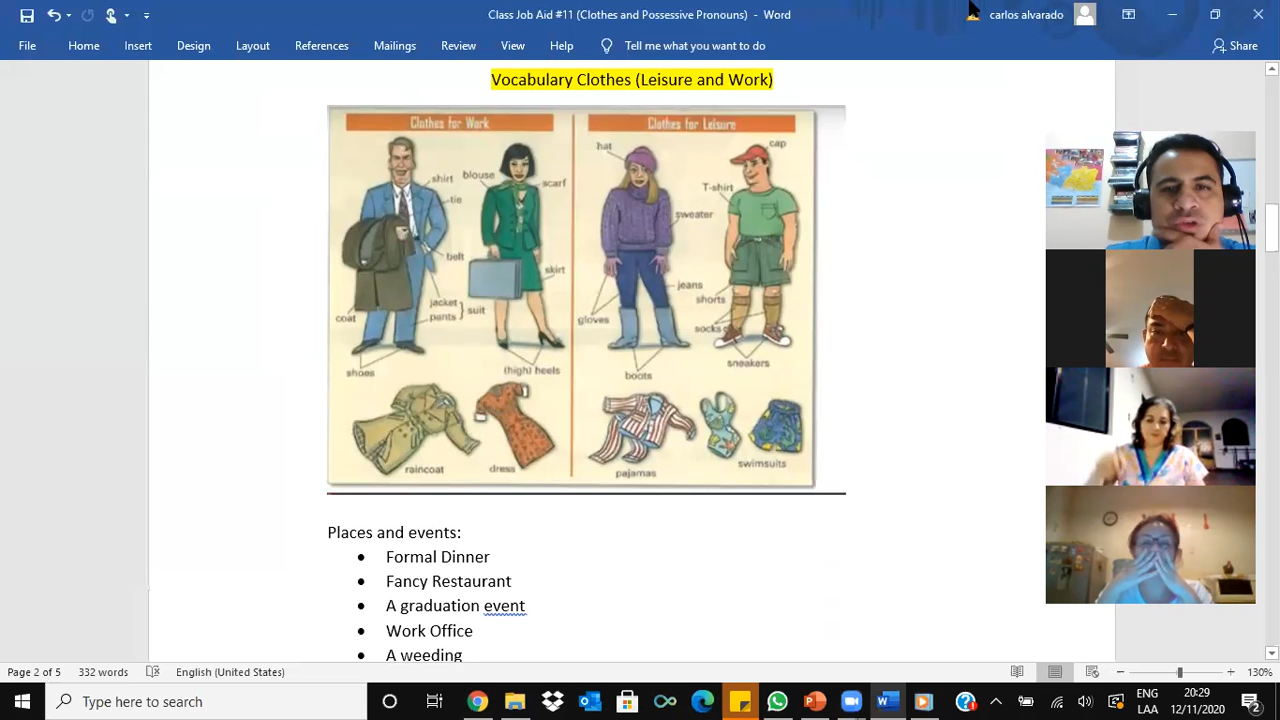 Class Job Aid #11 (Clothes and Possessive Pronouns) - Word
carlos alvarado
File Home Insert Design Layout References Mailings Review View Help Tell me what you want to do Share
Vocabulary Clothes (Leisure and Work)
Clothes for Work
Clothes for Leisure
shirt
tie
belt
jacket
pants
suit
coat
shoes
blouse
scarf
skirt
(high) heels
raincoat
dress
hat
sweater
jeans
gloves
boots
cap
T-shirt
shorts
socks
sneakers
pajamas
swimsuits
Places and events:
• Formal Dinner
• Fancy Restaurant
• A graduation event
• Work Office
• A weeding
Page 2 of 5 332 words English (United States) 130%
Type here to search
ENG
LAA
20:29
12/11/2020
2